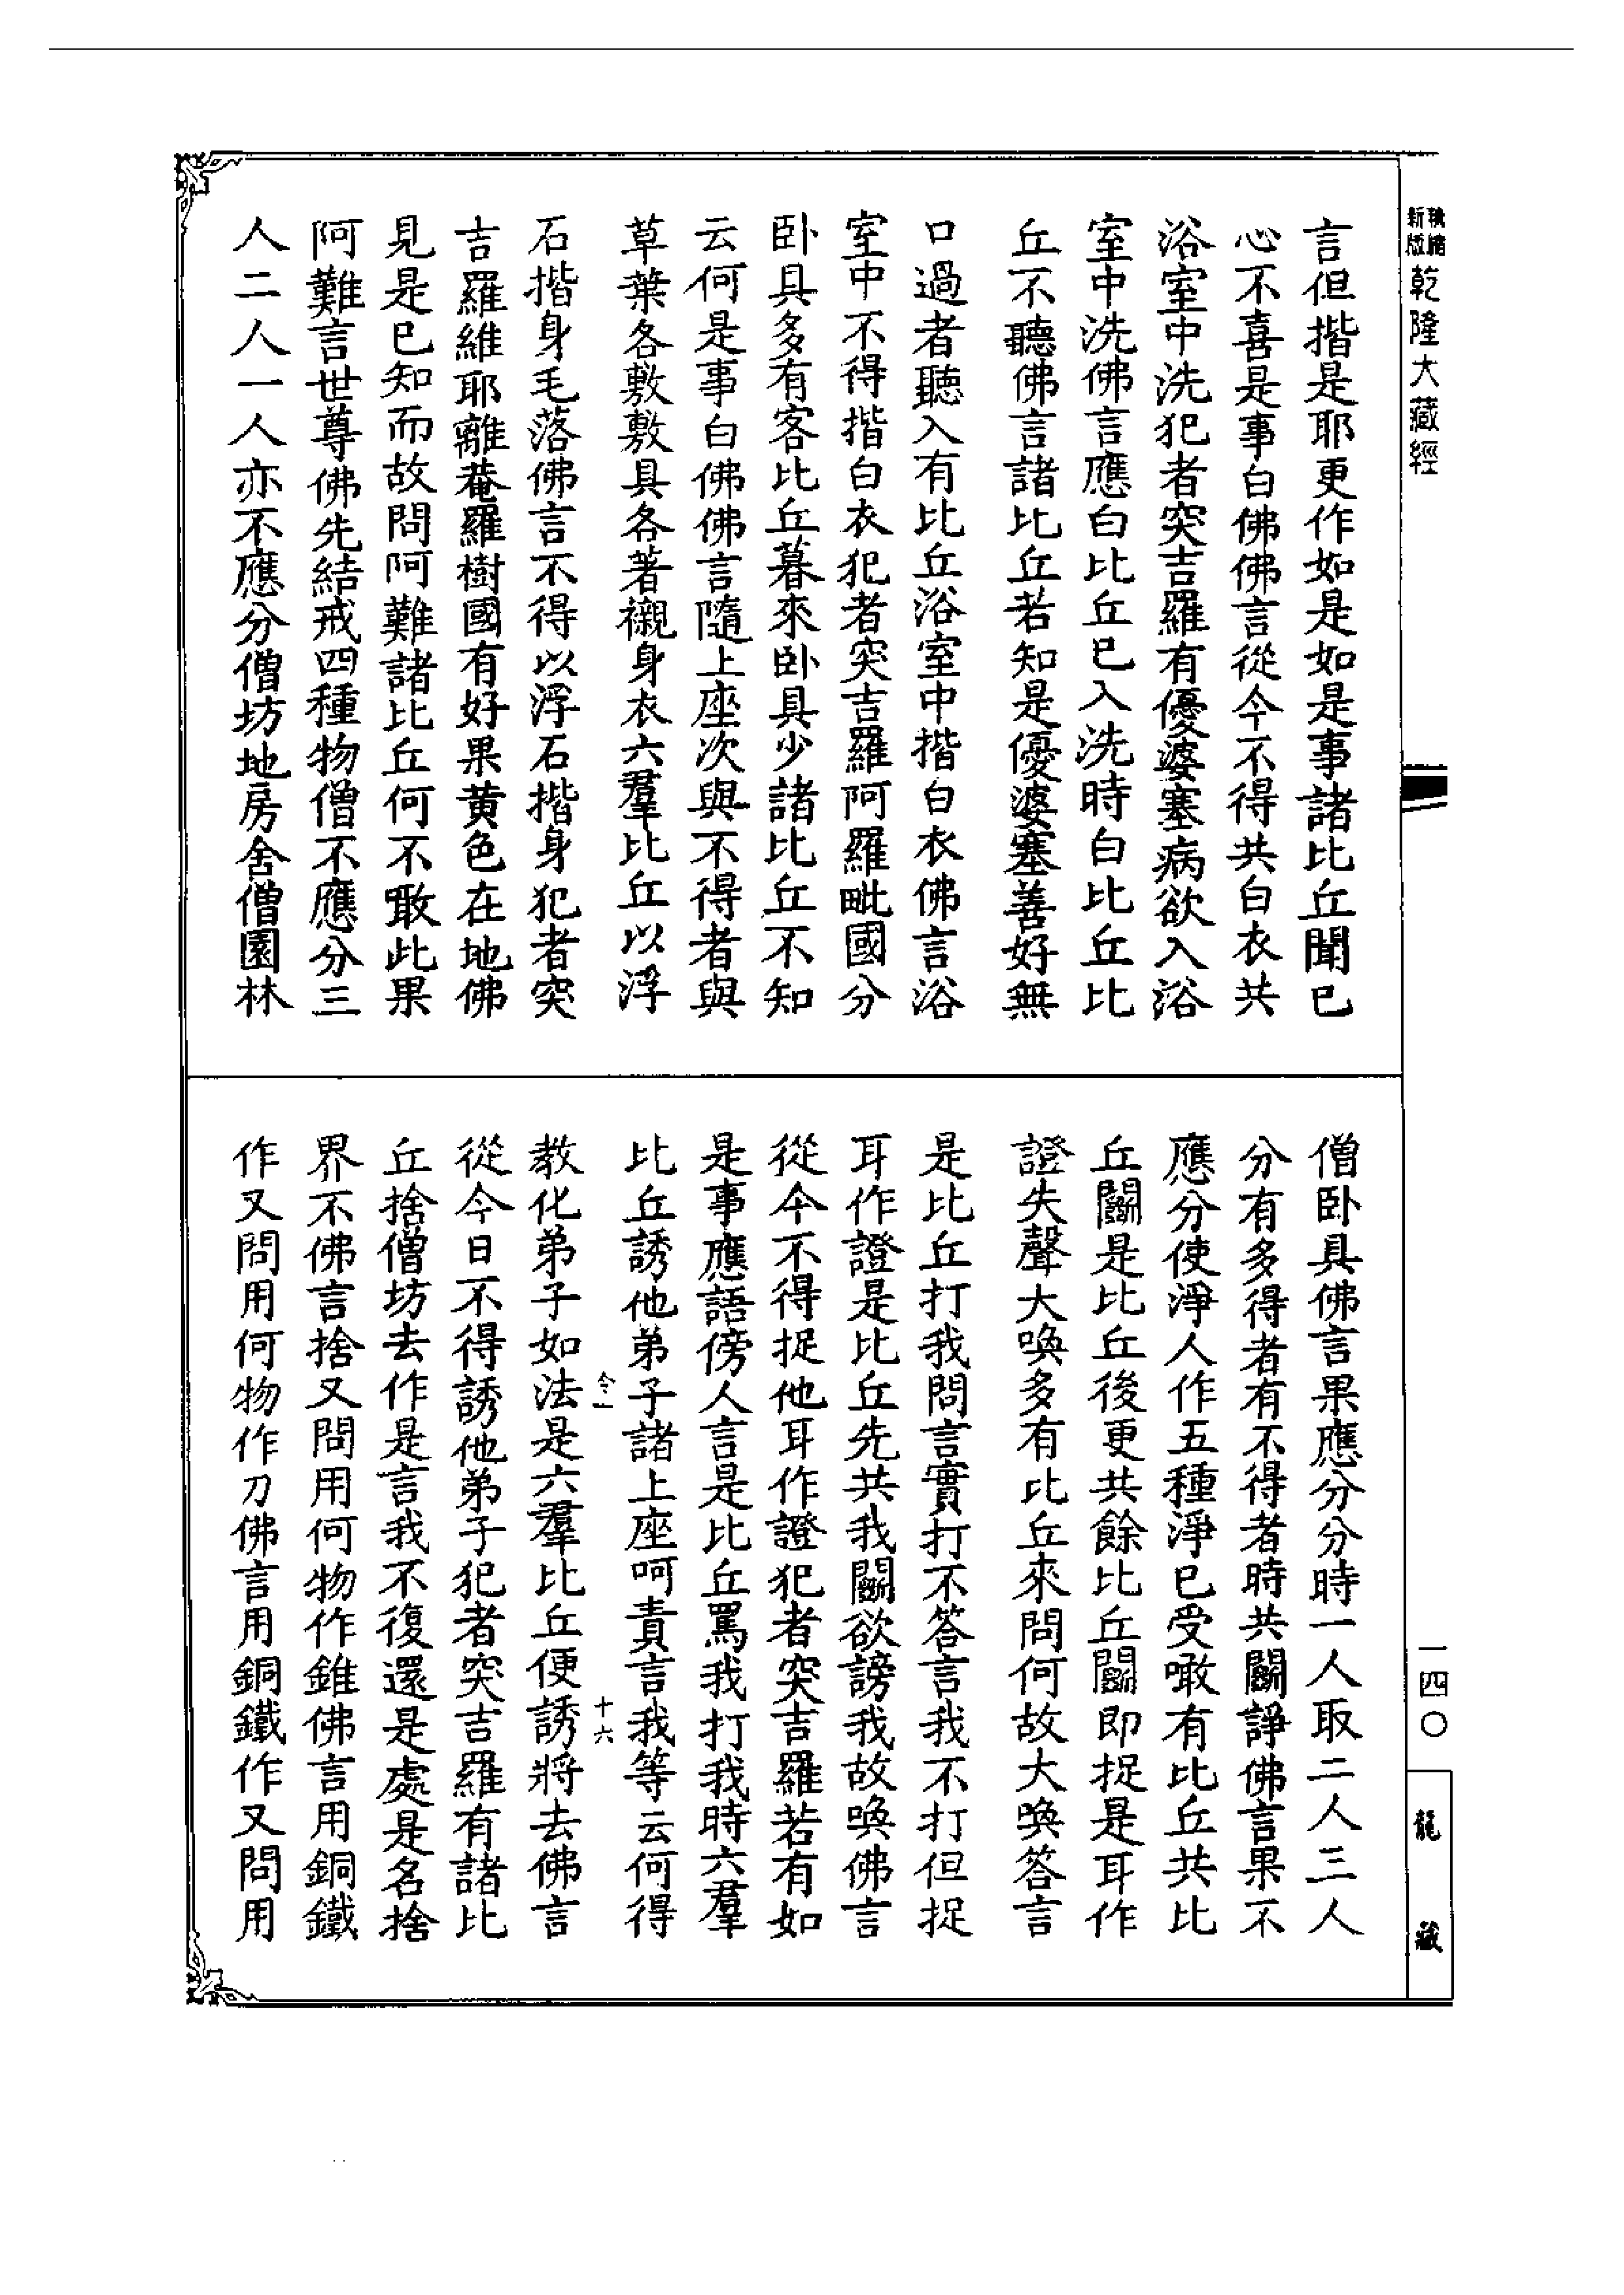 新版 乾隆大藏經
言但揩是耶更作如是如是事諸比丘聞已
心不喜是事白佛佛言從今不得共白衣共
浴室中洗犯者突吉羅有優婆塞病欲入浴
室中洗佛言應白比丘已入洗時白比丘比
丘不聽佛言諸比丘若知是優婆塞善好無
口過者聽入有比丘浴室中揩白衣佛言浴
室中不得揩白衣犯者突吉羅阿羅毗國分
卧具多有客比丘暮來卧具少諸比丘不知
云何是事白佛佛言隨上座次與不得者與
草葉各敷敷具各著襯身衣六羣比丘以浮
石揩身毛落佛言不得以浮石揩身犯者突
吉羅維耶離菴羅樹國有好果黄色在地佛
見是已知而故問阿難諸比丘何不噉此果
阿難言世尊佛先結戒四種物僧不應分三
人二人一人亦不應分僧坊地房舍僧園林
僧卧具佛言果應分分時一人取二人三人
分有多得者有不得者時共鬭諍佛言果不
應分使淨人作五種淨已受噉有比丘共比
丘鬭是比丘後更共餘比丘鬭即捉是耳作
證失聲大喚多有比丘來問何故大喚答言
是比丘打我問言實打不答言我不打但捉
耳作證是比丘先共我鬭欲謗我故喚佛言
從今不得捉他耳作證犯者突吉羅若有如
是事應語傍人言是比丘罵我打我時六羣
比丘誘他弟子諸上座呵責言我等云何得
令一 十六
教化弟子如法是六羣比丘便誘將去佛言
從今日不得誘他弟子犯者突吉羅有諸比
丘捨僧坊去作是言我不復還是處是名捨
界不佛言捨又問用何物作錐佛言用銅鐵
作又問用何物作刀佛言用銅鐵作又問用
一四〇
龍藏